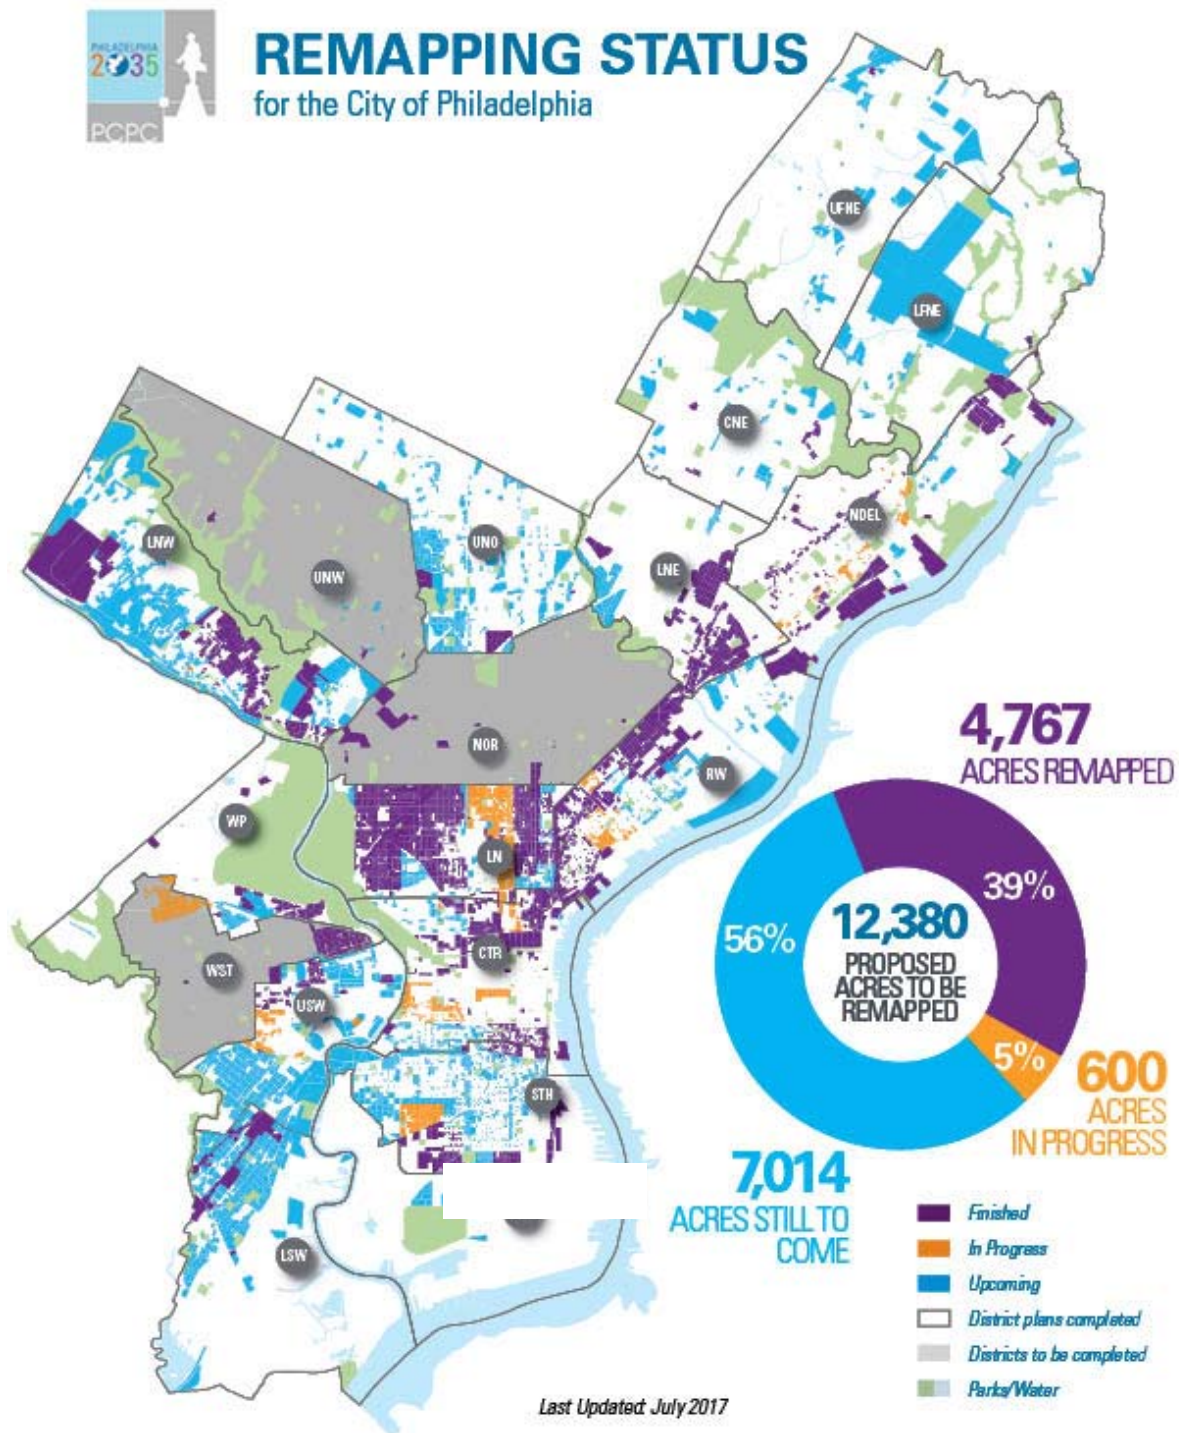 PHILADELPHIA
2035
PCPC
REMAPPING STATUS
for the City of Philadelphia
UFNE
LFNE
CNE
NDEL
LNW
UNO
LNE
UNW
NOR
RW
WP
LN
CTR
WST
USW
STH
LSW
4,767
ACRES REMAPPED
39%
56%
12,380
PROPOSED
ACRES TO BE
REMAPPED
5%
600
ACRES
IN PROGRESS
7,014
ACRES STILL TO
COME
Finished
In Progress
Upcoming
District plans completed
Districts to be completed
Parks/Water
Last Updated: July 2017